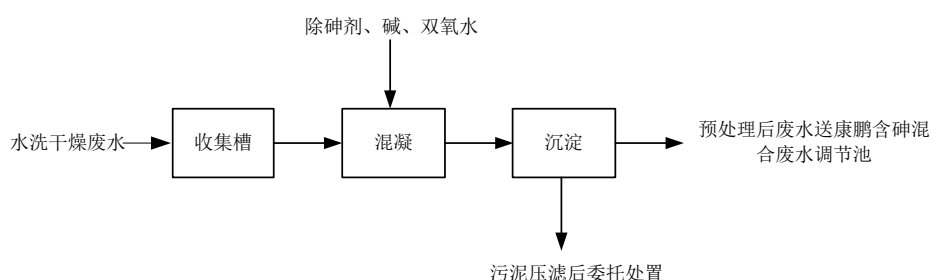 除砷剂、碱、双氧水
水洗干燥废水
收集槽
混凝
沉淀
预处理后废水送康鹏含砷混
合废水调节池
污泥压滤后委托处置